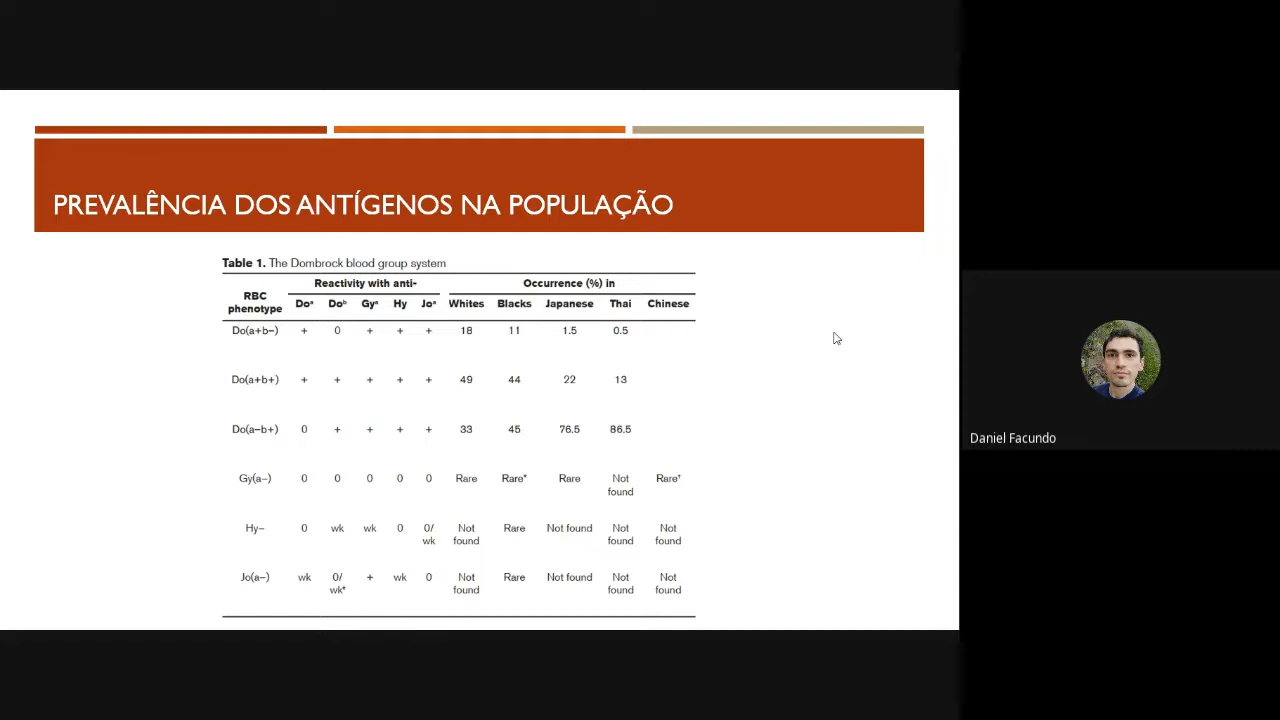 PREVALÊNCIA DOS ANTÍGENOS NA POPULAÇÃO
Table 1. The Dombrock blood group system
RBC phenotype Reactivity with anti- Occurrence (%) in
Doᵃ Doᵇ Gyᵃ Hy Joᵃ Whites Blacks Japanese Thai Chinese
Do(a+b−) + 0 + + + 18 11 1.5 0.5
Do(a+b+) + + + + + 49 44 22 13
Do(a−b+) 0 + + + + 33 45 76.5 86.5
Gy(a−) 0 0 0 0 0 Rare Rare* Rare Not found Rare†
Hy− 0 wk wk 0 0/wk Not found Rare Not found Not found Not found
Jo(a−) wk 0/wk* + wk 0 Not found Rare Not found Not found Not found
Daniel Facundo